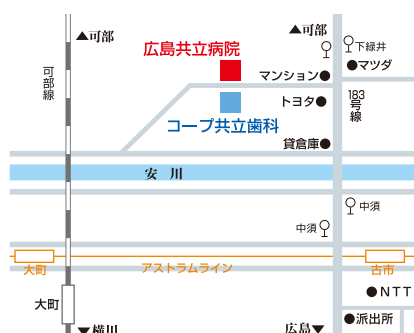 ▲可部
▲可部
広島共立病院
下緑井
マツダ
マンション
可部線
トヨタ
183号線
コープ共立歯科
貸倉庫
安 川
中須
中須
大町
アストラムライン
古市
NTT
大町
派出所
▼横川
広島▼